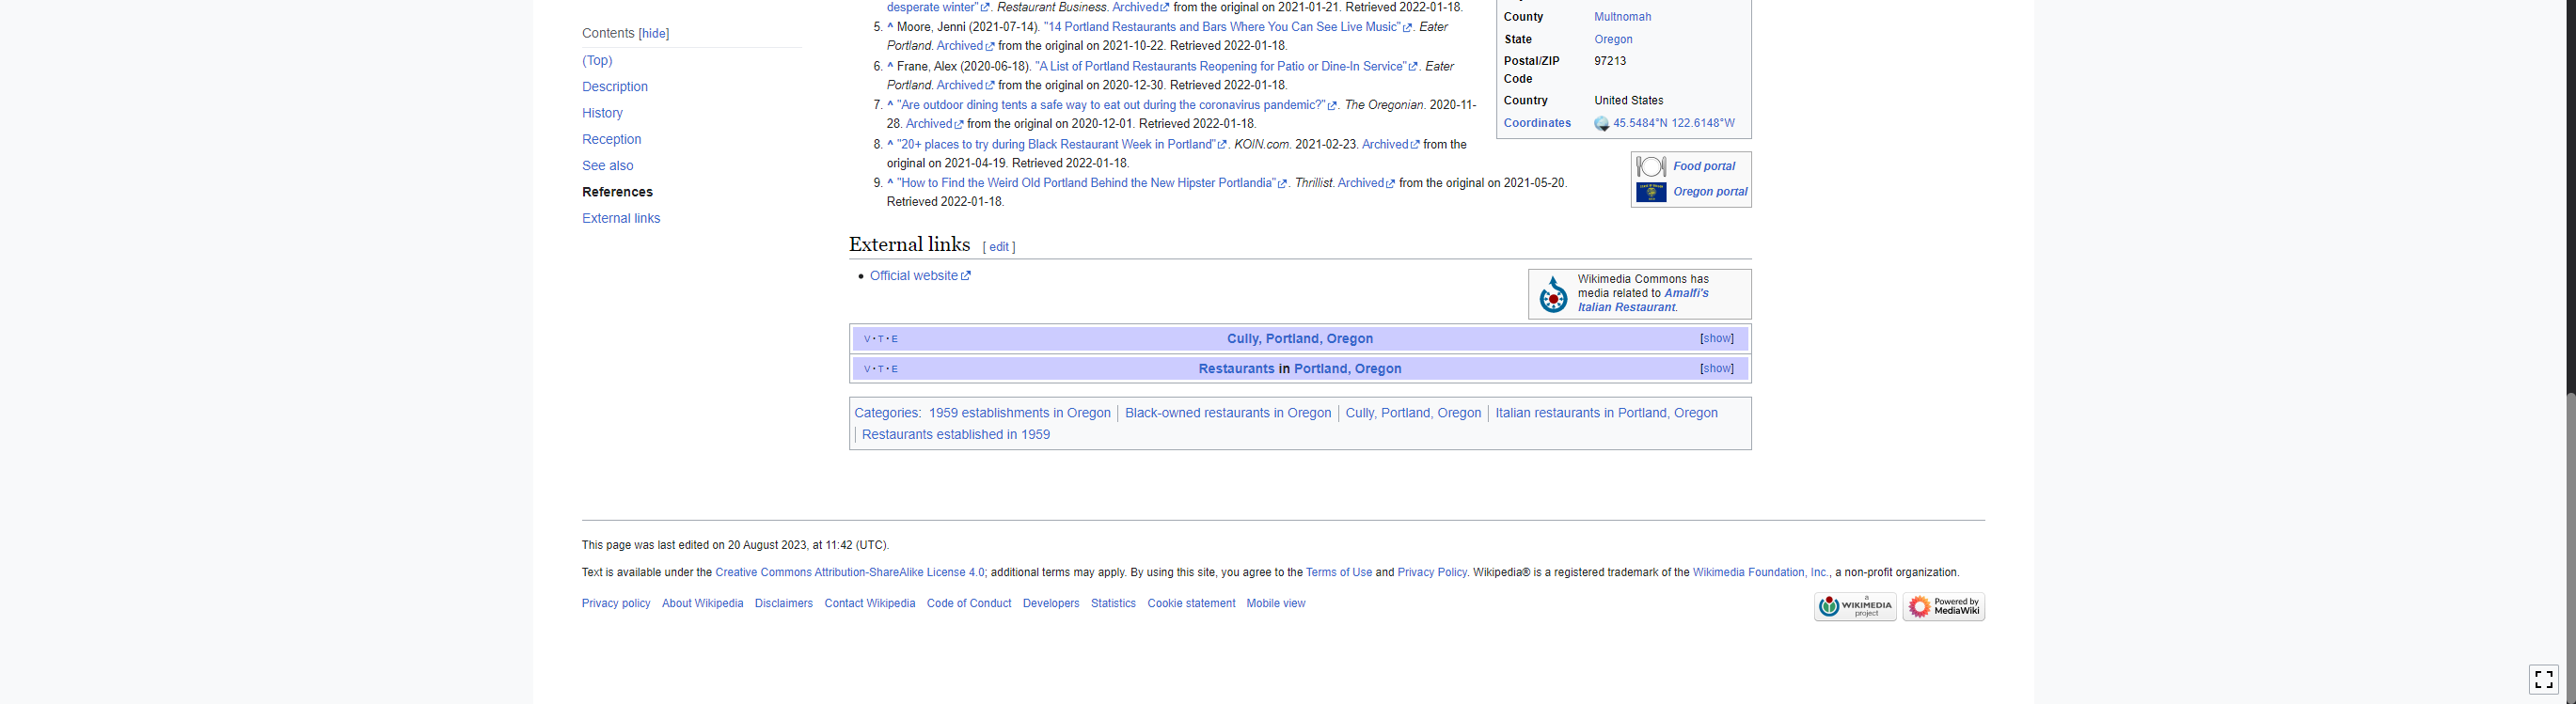 Contents [hide]
(Top)
Description
History
Reception
See also
References
External links
desperate winter". Restaurant Business. Archived from the original on 2021-01-21. Retrieved 2022-01-18.
5. ^ Moore, Jenni (2021-07-14). "14 Portland Restaurants and Bars Where You Can See Live Music". Eater
Portland. Archived from the original on 2021-10-22. Retrieved 2022-01-18.
6. ^ Frane, Alex (2020-06-18). "A List of Portland Restaurants Reopening for Patio or Dine-In Service". Eater
Portland. Archived from the original on 2020-12-30. Retrieved 2022-01-18.
7. ^ "Are outdoor dining tents a safe way to eat out during the coronavirus pandemic?". The Oregonian. 2020-11-
28. Archived from the original on 2020-12-01. Retrieved 2022-01-18.
8. ^ "20+ places to try during Black Restaurant Week in Portland". KOIN.com. 2021-02-23. Archived from the
original on 2021-04-19. Retrieved 2022-01-18.
9. ^ "How to Find the Weird Old Portland Behind the New Hipster Portlandia". Thrillist. Archived from the original on 2021-05-20.
Retrieved 2022-01-18.
County Multnomah
State Oregon
Postal/ZIP 97213
Code
Country United States
Coordinates 45.5484°N 122.6148°W
Food portal
Oregon portal
External links [ edit ]
• Official website
Wikimedia Commons has
media related to Amalfi's
Italian Restaurant.
V · T · E Cully, Portland, Oregon [show]
V · T · E Restaurants in Portland, Oregon [show]
Categories: 1959 establishments in Oregon | Black-owned restaurants in Oregon | Cully, Portland, Oregon | Italian restaurants in Portland, Oregon
| Restaurants established in 1959
This page was last edited on 20 August 2023, at 11:42 (UTC).
Text is available under the Creative Commons Attribution-ShareAlike License 4.0; additional terms may apply. By using this site, you agree to the Terms of Use and Privacy Policy. Wikipedia® is a registered trademark of the Wikimedia Foundation, Inc., a non-profit organization.
Privacy policy About Wikipedia Disclaimers Contact Wikipedia Code of Conduct Developers Statistics Cookie statement Mobile view
a
WIKIMEDIA
project
Powered by
MediaWiki